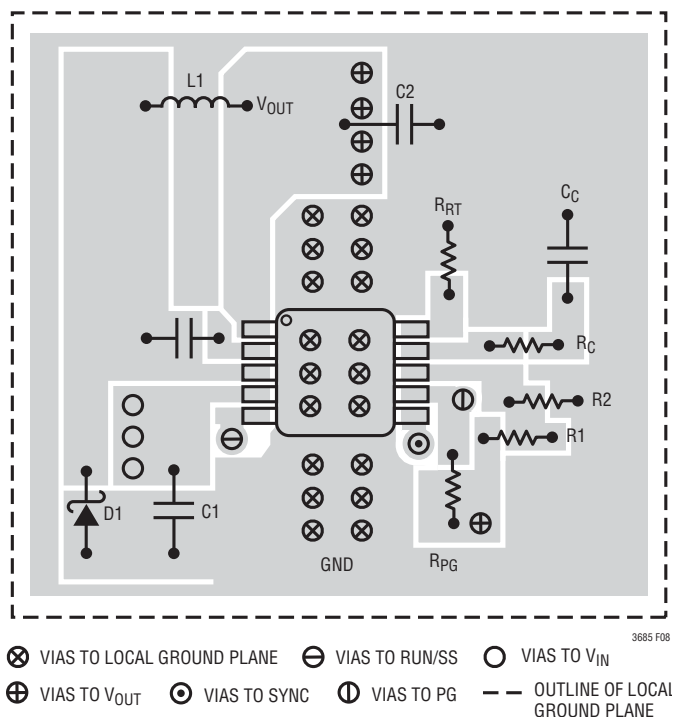 L1
VOUT
C2
RRT
CC
RC
R2
R1
D1
C1
GND
RPG
3685 F08
VIAS TO LOCAL GROUND PLANE
VIAS TO RUN/SS
VIAS TO VIN
VIAS TO VOUT
VIAS TO SYNC
VIAS TO PG
OUTLINE OF LOCAL
GROUND PLANE